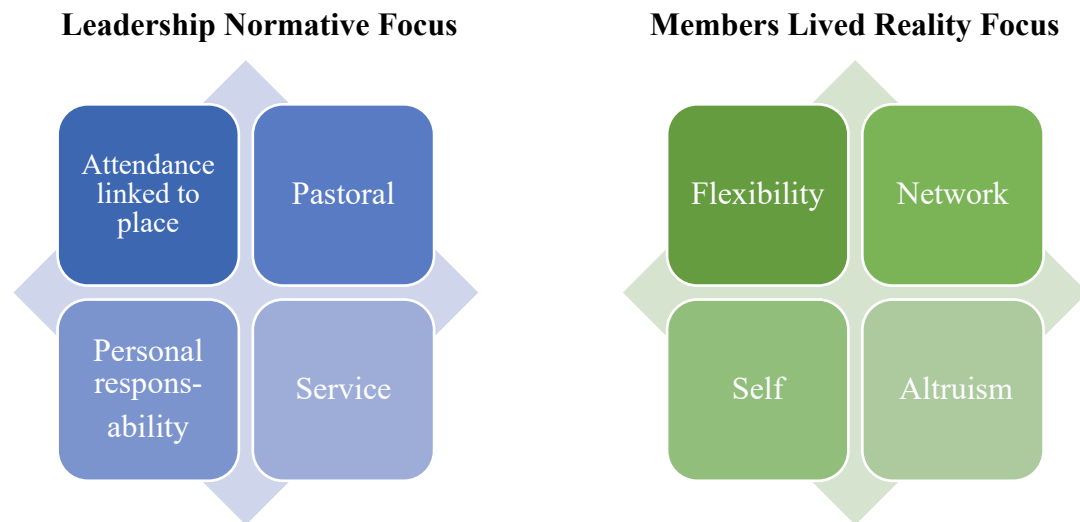 Leadership Normative Focus
Members Lived Reality Focus
Attendance
linked to
place
Pastoral
Personal
respons-
ability
Service
Flexibility
Network
Self
Altruism